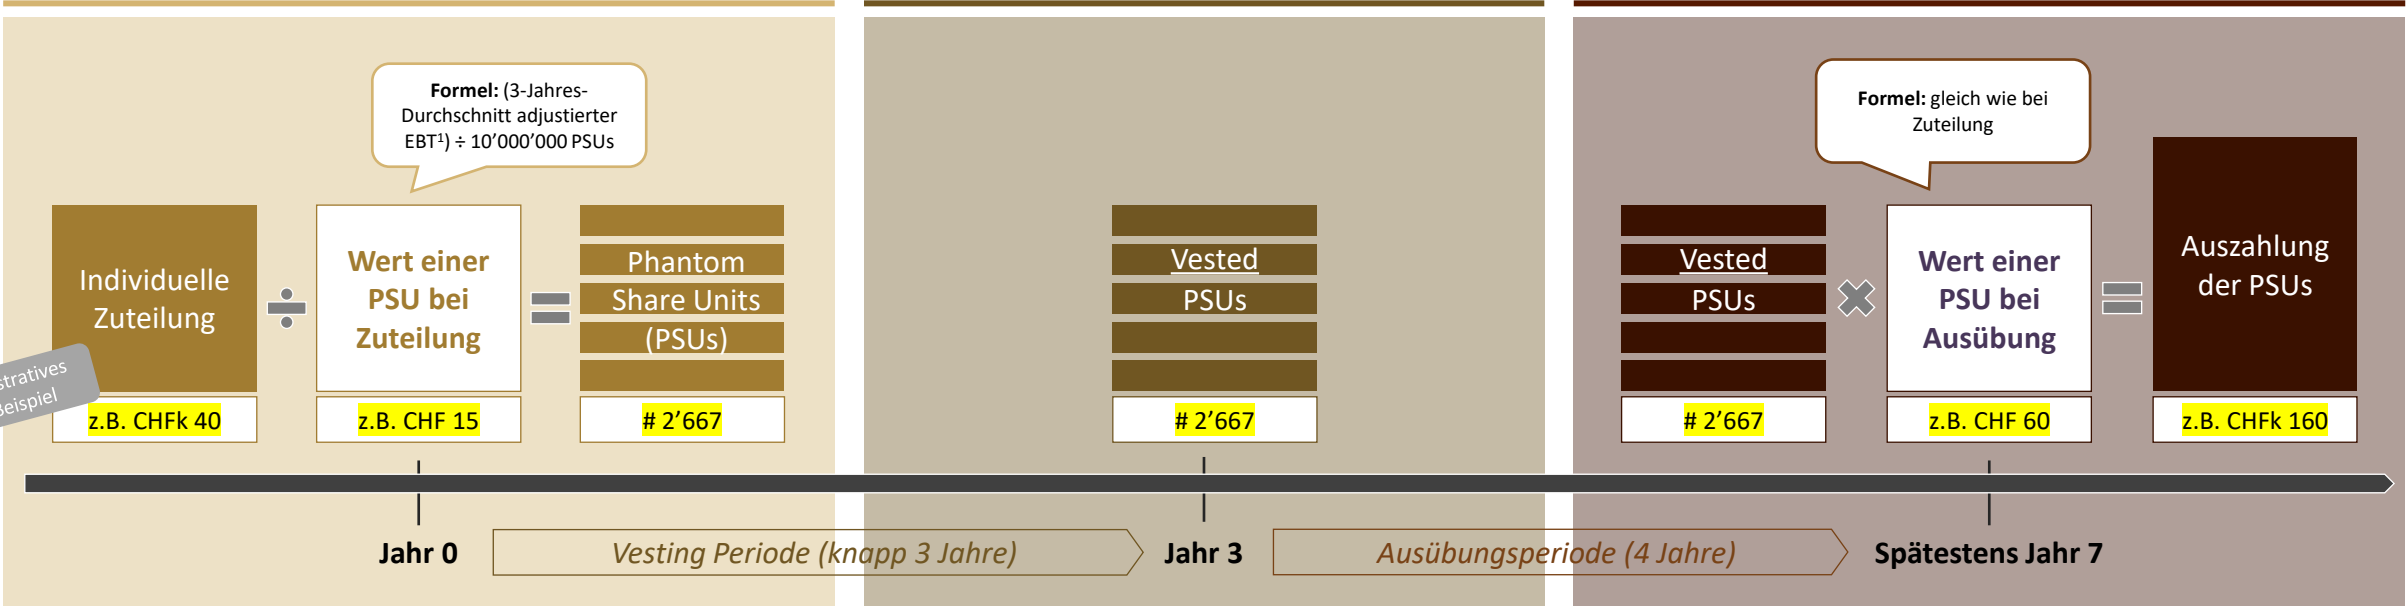 Formel: (3-Jahres-
Durchschnitt adjustierter
EBT¹) ÷ 10’000’000 PSUs
Individuelle
Zuteilung
÷
Wert einer
PSU bei
Zuteilung
=
Phantom
Share Units
(PSUs)
z.B. CHFk 40
z.B. CHF 15
# 2’667
Vested
PSUs
# 2’667
Formel: gleich wie bei
Zuteilung
Vested
PSUs
×
Wert einer
PSU bei
Ausübung
=
Auszahlung
der PSUs
# 2’667
z.B. CHF 60
z.B. CHFk 160
Jahr 0
Vesting Periode (knapp 3 Jahre)
Jahr 3
Ausübungsperiode (4 Jahre)
Spätestens Jahr 7